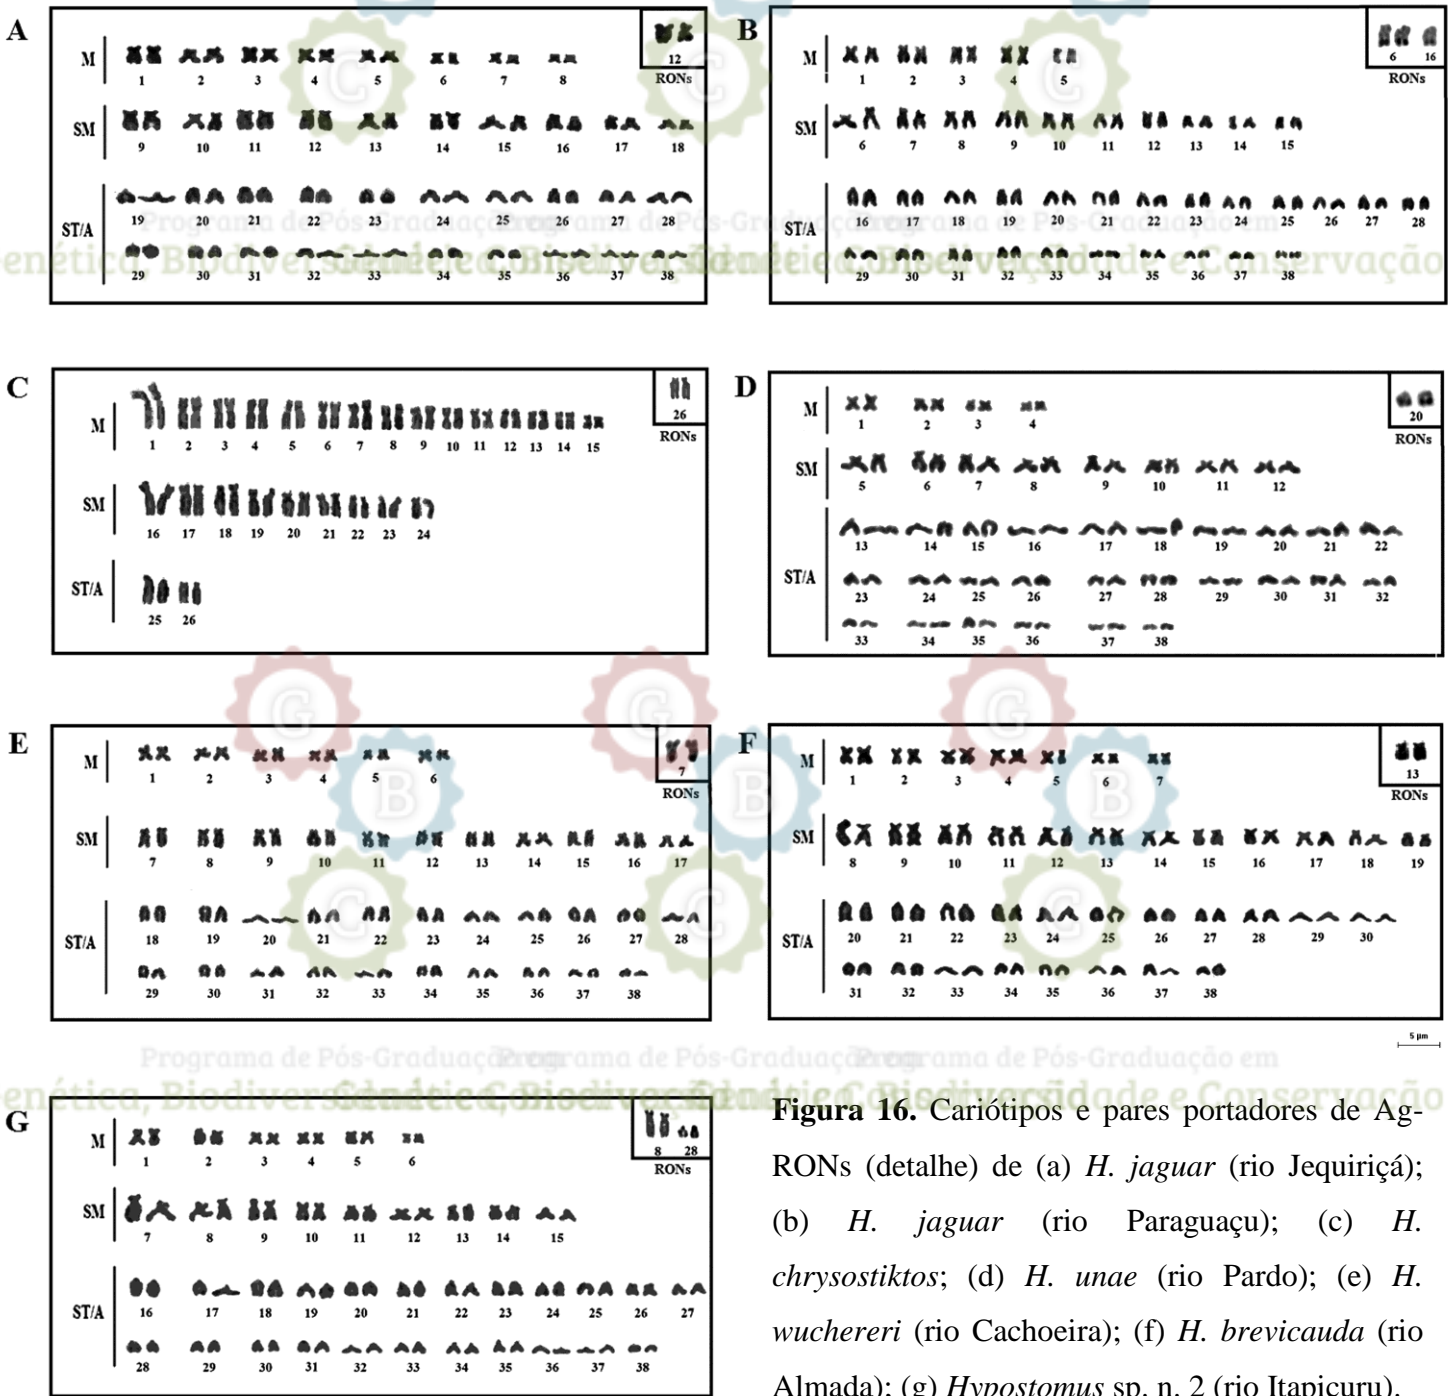 A
M
1 2 3 4 5 6 7 8
12
RONs
SM
9 10 11 12 13 14 15 16 17 18
ST/A
19 20 21 22 23 24 25 26 27 28
29 30 31 32 33 34 35 36 37 38
B
M
1 2 3 4 5
6 16
RONs
SM
6 7 8 9 10 11 12 13 14 15
ST/A
16 17 18 19 20 21 22 23 24 25 26 27 28
29 30 31 32 33 34 35 36 37 38
C
M
1 2 3 4 5 6 7 8 9 10 11 12 13 14 15
26
RONs
SM
16 17 18 19 20 21 22 23 24
ST/A
25 26
D
M
1 2 3 4
20
RONs
SM
5 6 7 8 9 10 11 12
ST/A
13 14 15 16 17 18 19 20 21 22
23 24 25 26 27 28 29 30 31 32
33 34 35 36 37 38
E
M
1 2 3 4 5 6
7
RONs
SM
7 8 9 10 11 12 13 14 15 16 17
ST/A
18 19 20 21 22 23 24 25 26 27 28
29 30 31 32 33 34 35 36 37 38
F
M
1 2 3 4 5 6 7
13
RONs
SM
8 9 10 11 12 13 14 15 16 17 18 19
ST/A
20 21 22 23 24 25 26 27 28 29 30
31 32 33 34 35 36 37 38
5 µm
G
M
1 2 3 4 5 6
8 28
RONs
SM
7 8 9 10 11 12 13 14 15
ST/A
16 17 18 19 20 21 22 23 24 25 26 27
28 29 30 31 32 33 34 35 36 37 38
Figura 16. Cariótipos e pares portadores de Ag-
RONs (detalhe) de (a) H. jaguar (rio Jequiriçá);
(b) H. jaguar (rio Paraguaçu); (c) H.
chrysostiktos; (d) H. unae (rio Pardo); (e) H.
wuchereri (rio Cachoeira); (f) H. brevicauda (rio
Almada); (g) Hypostomus sp. n. 2 (rio Itapicuru).